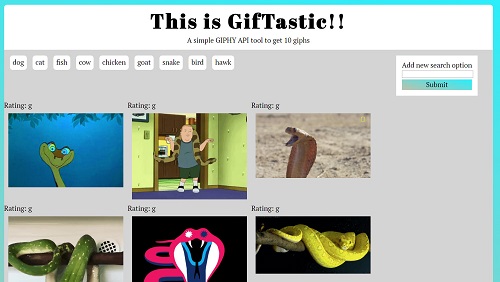 This is GifTastic!!
A simple GIPHY API tool to get 10 giphs
dog cat fish cow chicken goat snake bird hawk
Add new search option
Submit
Rating: g Rating: g Rating: g
Rating: g Rating: g Rating: g